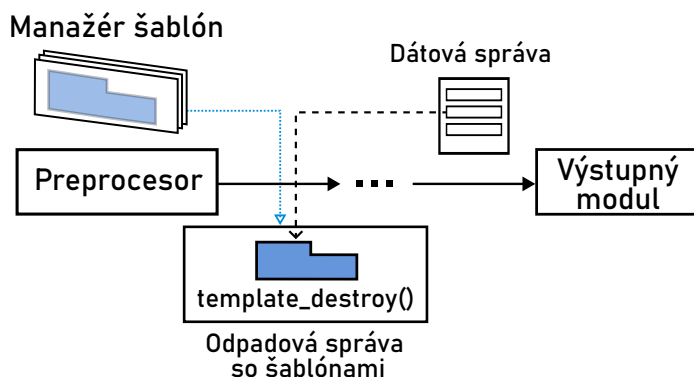 Manažér šablón
Dátová správa
Preprocesor
Výstupný
modul
template_destroy()
Odpadová správa
so šablónami